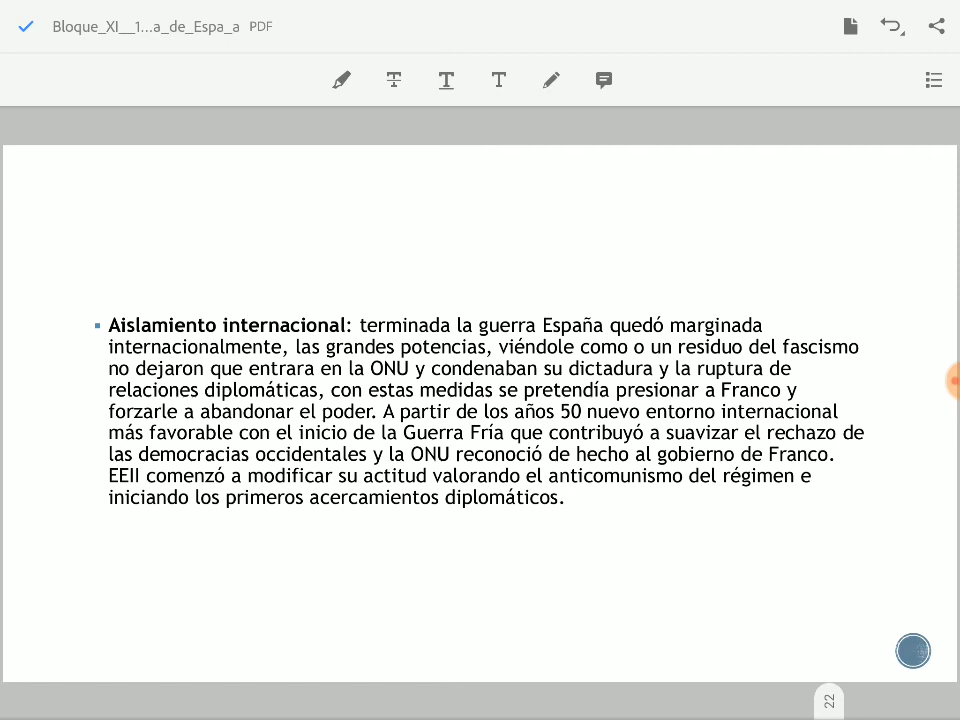 Bloque_XI__1...a_de_Espa_a PDF
Aislamiento internacional: terminada la guerra España quedó marginada
internacionalmente, las grandes potencias, viéndole como o un residuo del fascismo
no dejaron que entrara en la ONU y condenaban su dictadura y la ruptura de
relaciones diplomáticas, con estas medidas se pretendía presionar a Franco y
forzarle a abandonar el poder. A partir de los años 50 nuevo entorno internacional
más favorable con el inicio de la Guerra Fría que contribuyó a suavizar el rechazo de
las democracias occidentales y la ONU reconoció de hecho al gobierno de Franco.
EEII comenzó a modificar su actitud valorando el anticomunismo del régimen e
iniciando los primeros acercamientos diplomáticos.
22